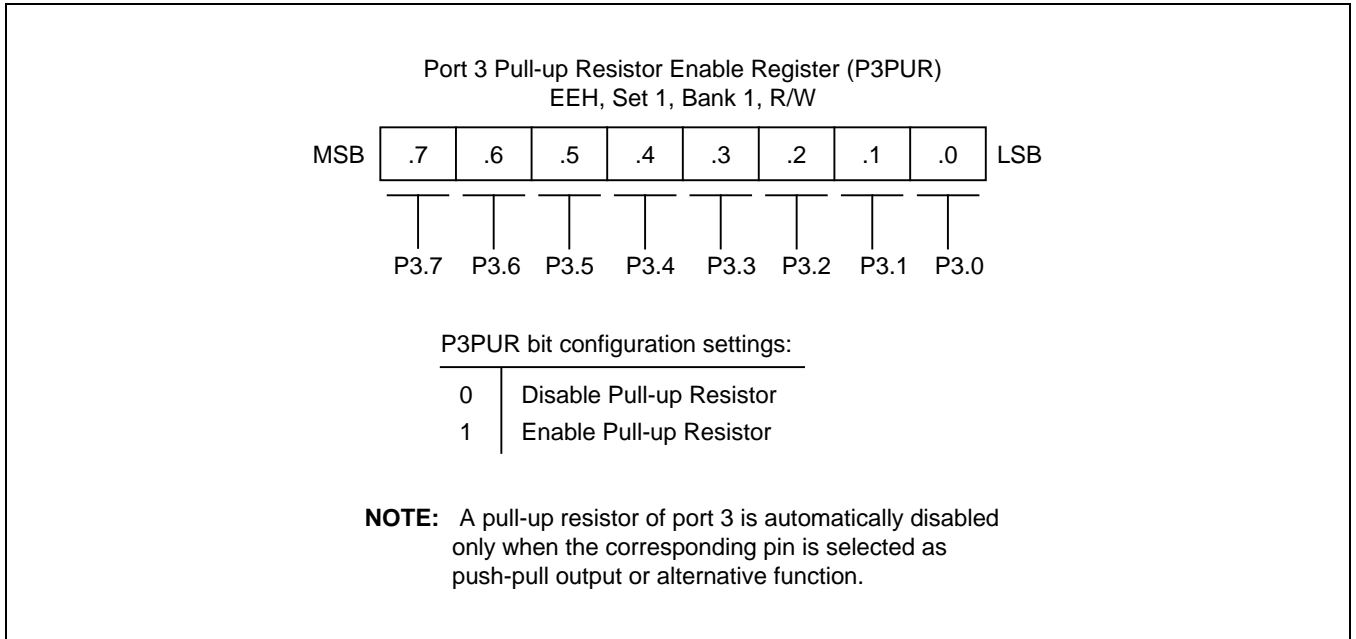 Port 3 Pull-up Resistor Enable Register (P3PUR)
EEH, Set 1, Bank 1, R/W
MSB .7 .6 .5 .4 .3 .2 .1 .0 LSB
P3.7 P3.6 P3.5 P3.4 P3.3 P3.2 P3.1 P3.0
P3PUR bit configuration settings:
0 Disable Pull-up Resistor
1 Enable Pull-up Resistor
NOTE: A pull-up resistor of port 3 is automatically disabled
only when the corresponding pin is selected as
push-pull output or alternative function.